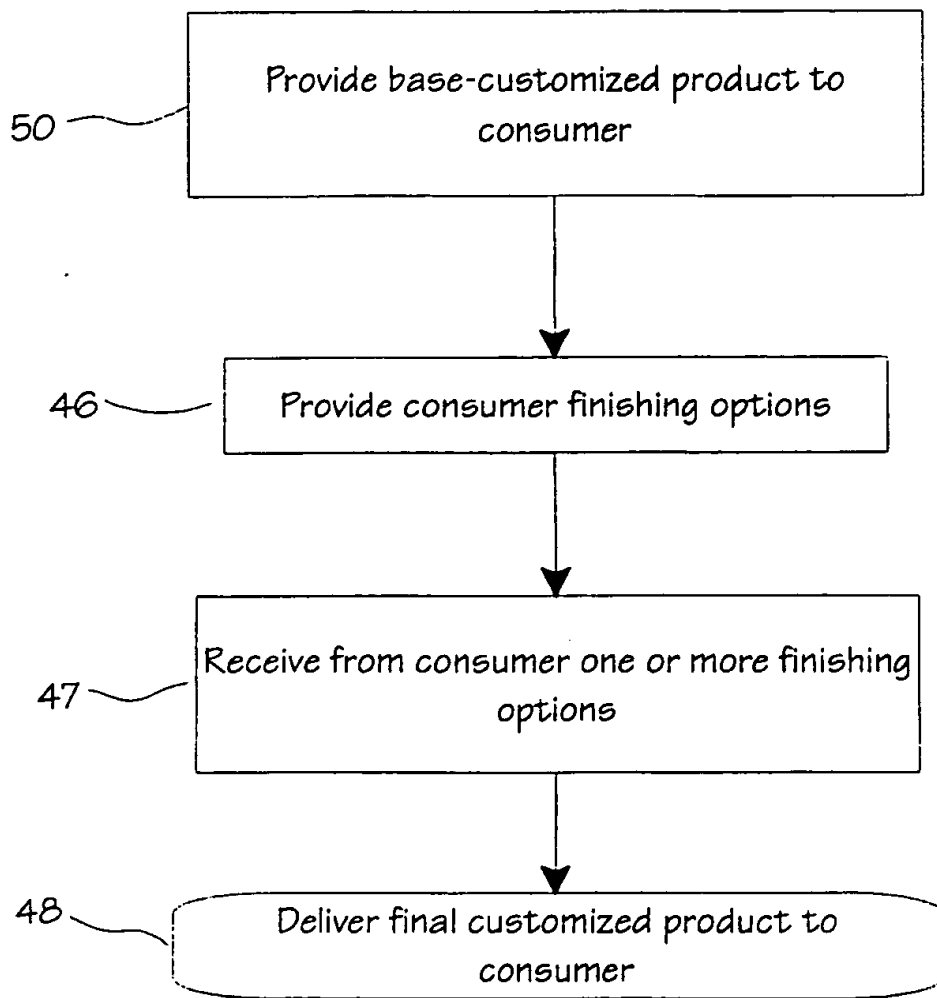 Provide base-customized product to
consumer
50
Provide consumer finishing options
46
Receive from consumer one or more finishing
options
47
Deliver final customized product to
consumer
48